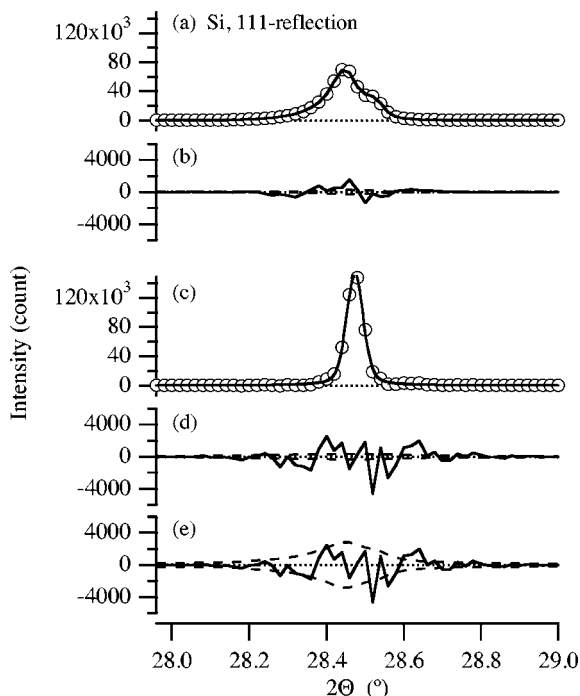 (a) Si, 111-reflection
120x10³
80
40
0
(b)
4000
0
-4000
(c)
120x10³
80
40
0
(d)
4000
0
-4000
(e)
4000
0
-4000
Intensity (count)
28.0 28.2 28.4 28.6 28.8 29.0
2Θ (°)